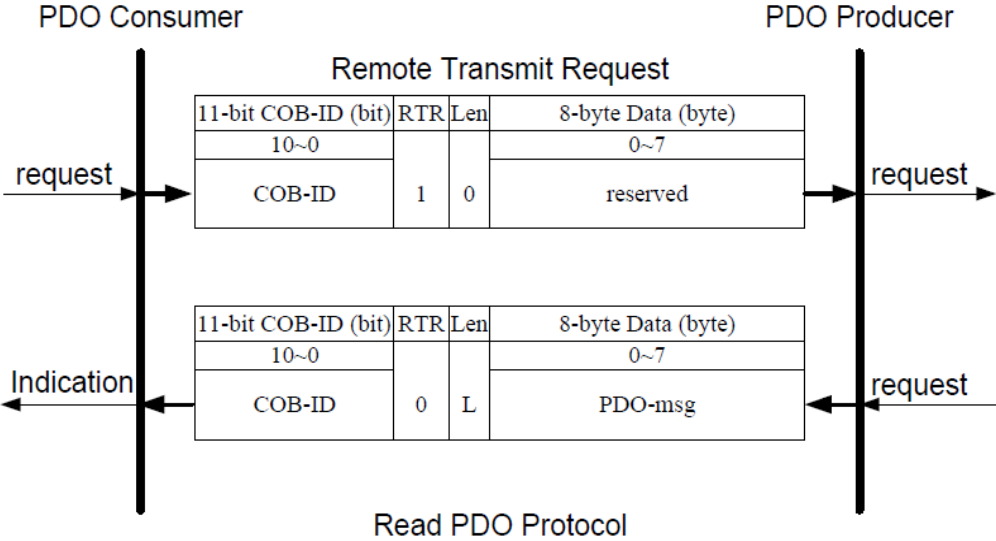 PDO Consumer PDO Producer
Remote Transmit Request
11-bit COB-ID (bit) RTR Len 8-byte Data (byte)
10~0 0~7
request COB-ID 1 0 reserved request
11-bit COB-ID (bit) RTR Len 8-byte Data (byte)
10~0 0~7
Indication COB-ID 0 L PDO-msg request
Read PDO Protocol